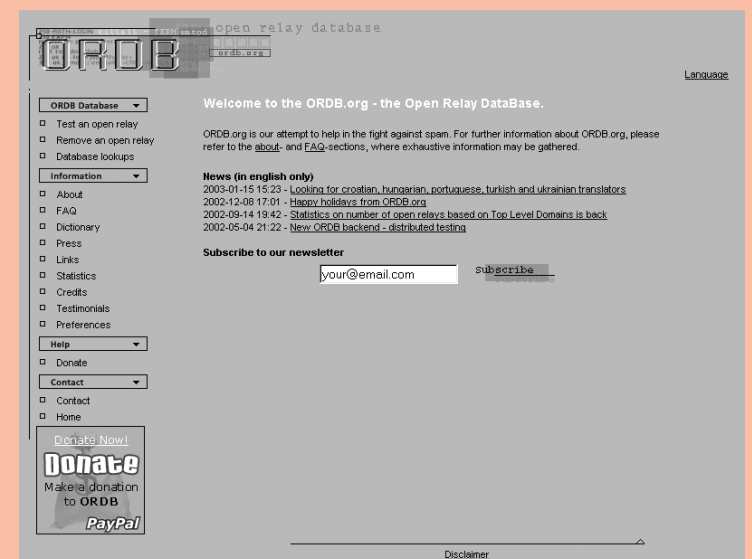 open relay database
ORDB
ordb.org
Language
ORDB Database
Test an open relay
Remove an open relay
Database lookups
Information
About
FAQ
Dictionary
Press
Links
Statistics
Credits
Testimonials
Preferences
Help
Donate
Contact
Contact
Home
Donate Now!
Donate
Make a donation
to ORDB
PayPal
Welcome to the ORDB.org - the Open Relay DataBase.
ORDB.org is our attempt to help in the fight against spam. For further information about ORDB.org, please
refer to the about- and FAQ-sections, where exhaustive information may be gathered.
News (in english only)
2003-01-15 15:23 - Looking for croatian, hungarian, portuguese, turkish and ukrainian translators
2002-12-08 17:01 - Happy holidays from ORDB.org
2002-09-14 19:42 - Statistics on number of open relays based on Top Level Domains is back
2002-05-04 21:22 - New ORDB backend - distributed testing
Subscribe to our newsletter
your@email.com
Subscribe
Disclaimer